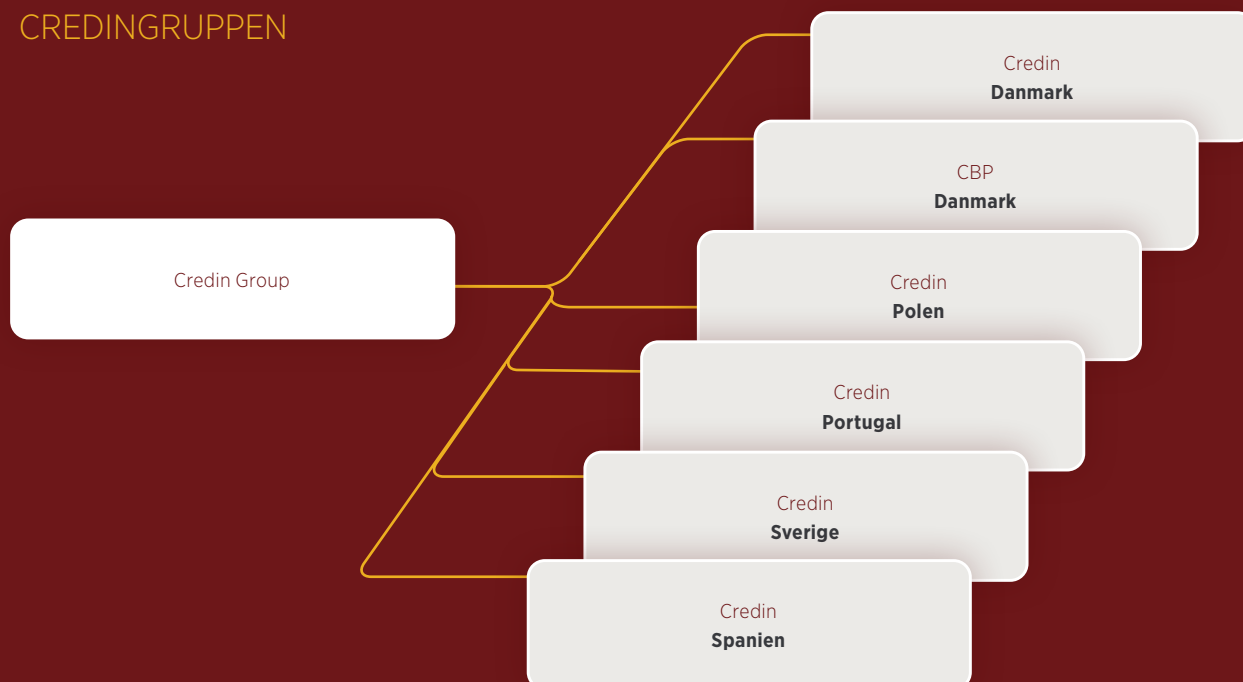 CREDINGRUPPEN
Credin Group
Credin
Danmark
CBP
Danmark
Credin
Polen
Credin
Portugal
Credin
Sverige
Credin
Spanien